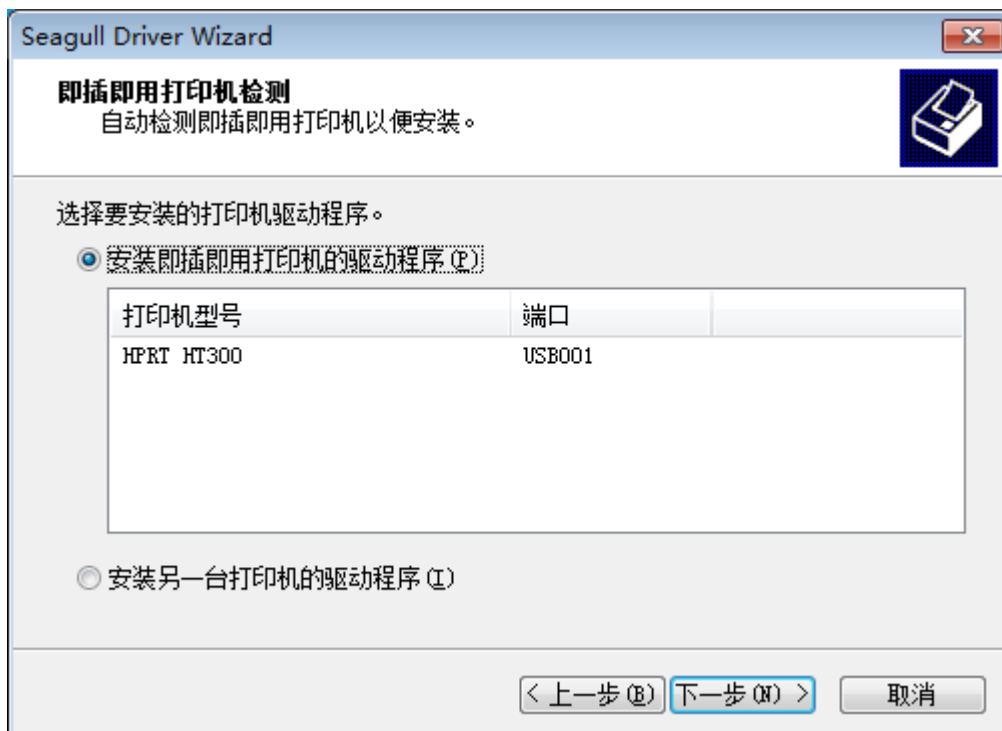 Seagull Driver Wizard
即插即用打印机检测
自动检测即插即用打印机以便安装。
选择要安装的打印机驱动程序。
安装即插即用打印机的驱动程序(P)
打印机型号 端口
HPRT HT300 USB001
安装另一台打印机的驱动程序(I)
< 上一步(B) 下一步(N) > 取消